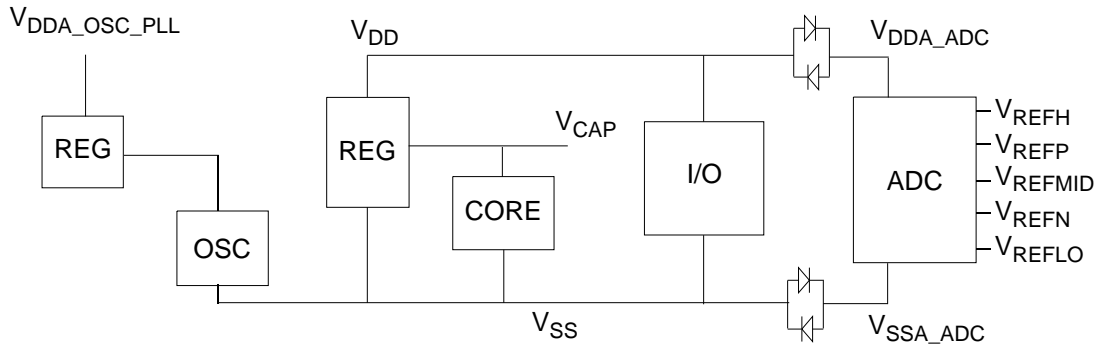 VDDA_OSC_PLL
VDD
VDDA_ADC
REG
REG
VCAP
I/O
ADC
VREFH
VREFP
VREFMID
VREFN
VREFLO
CORE
OSC
VSS
VSSA_ADC